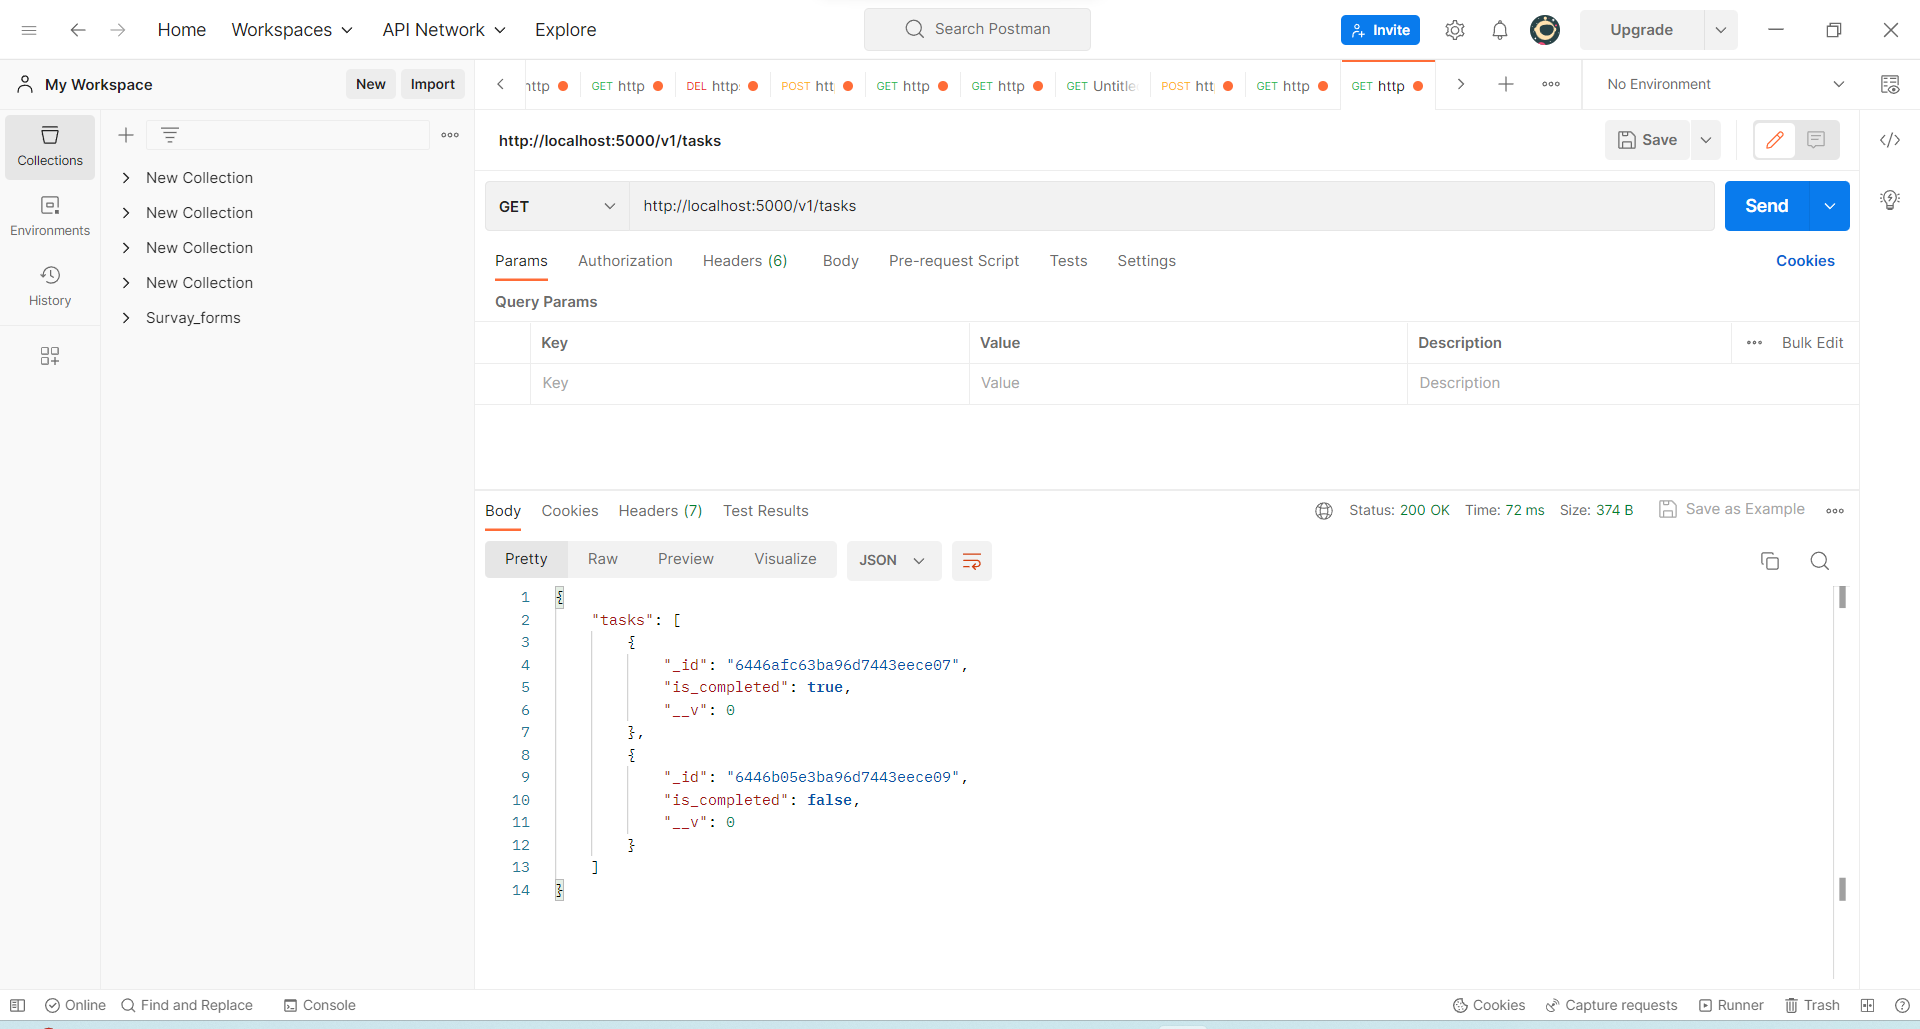 Home Workspaces API Network Explore Search Postman Invite Upgrade
My Workspace New Import http GET http DEL http POST htt GET http GET http GET Untitle POST htt GET http GET http No Environment
Collections
Environments
History
New Collection
New Collection
New Collection
New Collection
Survay_forms
http://localhost:5000/v1/tasks Save
GET http://localhost:5000/v1/tasks Send
Params Authorization Headers (6) Body Pre-request Script Tests Settings Cookies
Query Params
Key Value Description Bulk Edit
Key Value Description
Body Cookies Headers (7) Test Results Status: 200 OK Time: 72 ms Size: 374 B Save as Example
Pretty Raw Preview Visualize JSON
1 {
2 "tasks": [
3 {
4 "_id": "6446afc63ba96d7443eece07",
5 "is_completed": true,
6 "__v": 0
7 },
8 {
9 "_id": "6446b05e3ba96d7443eece09",
10 "is_completed": false,
11 "__v": 0
12 }
13 ]
14 }
Online Find and Replace Console Cookies Capture requests Runner Trash